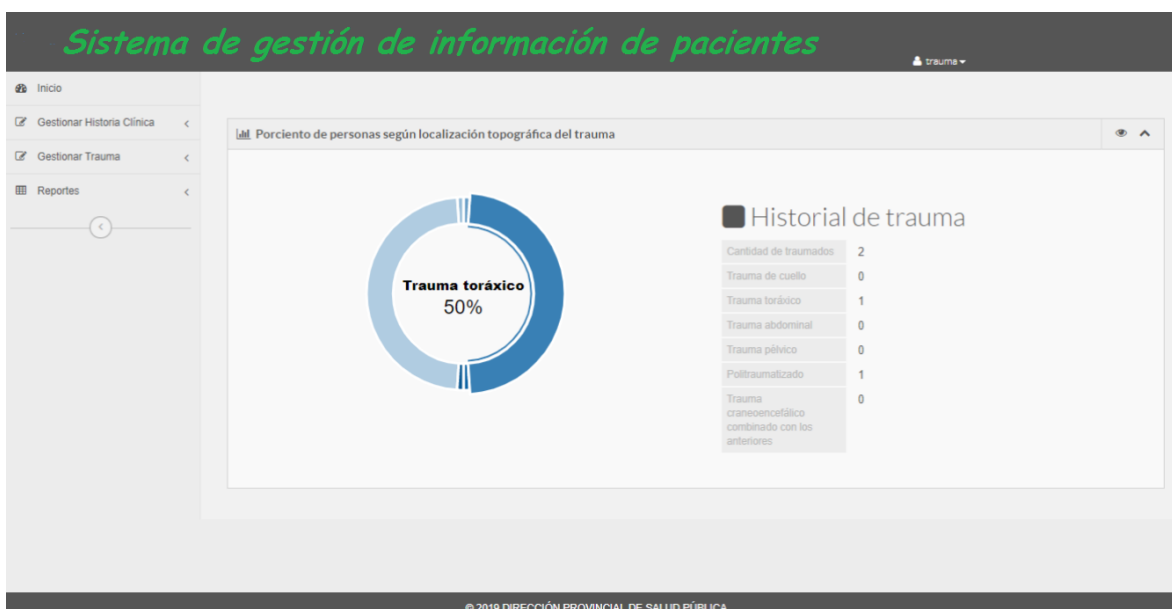 Sistema de gestión de información de pacientes
trauma
Inicio
Gestionar Historia Clínica
Gestionar Trauma
Reportes
Porciento de personas según localización topográfica del trauma
Trauma toráxico
50%
Historial de trauma
Cantidad de traumados 2
Trauma de cuello 0
Trauma toráxico 1
Trauma abdominal 0
Trauma pélvico 0
Politraumatizado 1
Trauma 0
craneoencefálico
combinado con los
anteriores
© 2019 DIRECCIÓN PROVINCIAL DE SALUD PÚBLICA